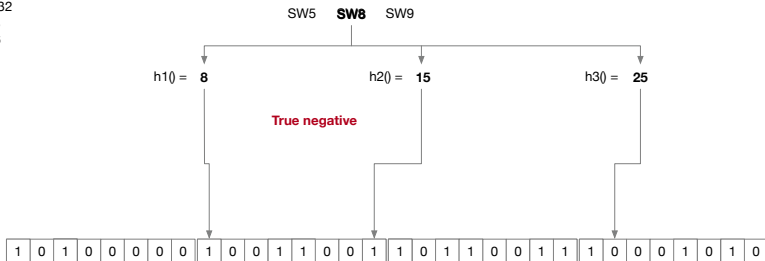 32
SW5 SW8 SW9
h1() = 8 h2() = 15 h3() = 25
True negative
1 0 1 0 0 0 0 0 1 0 0 1 1 0 0 1 1 0 1 1 0 0 1 1 1 0 0 0 1 0 1 0